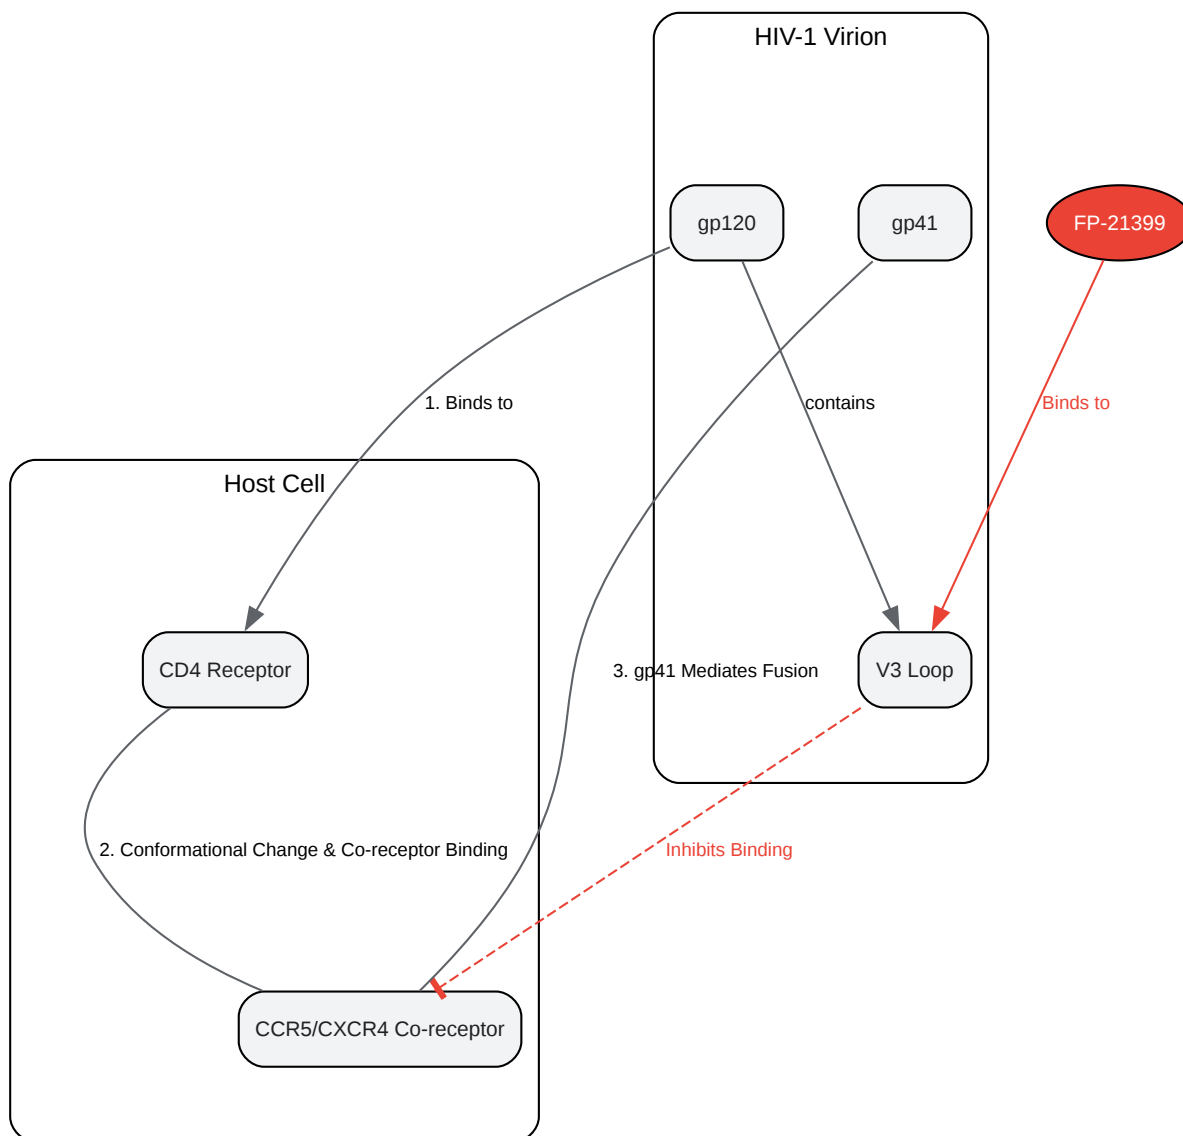 HIV-1 Virion
gp120
gp41
FP-21399
1. Binds to
contains
Binds to
Host Cell
CD4 Receptor
3. gp41 Mediates Fusion
V3 Loop
2. Conformational Change & Co-receptor Binding
Inhibits Binding
CCR5/CXCR4 Co-receptor